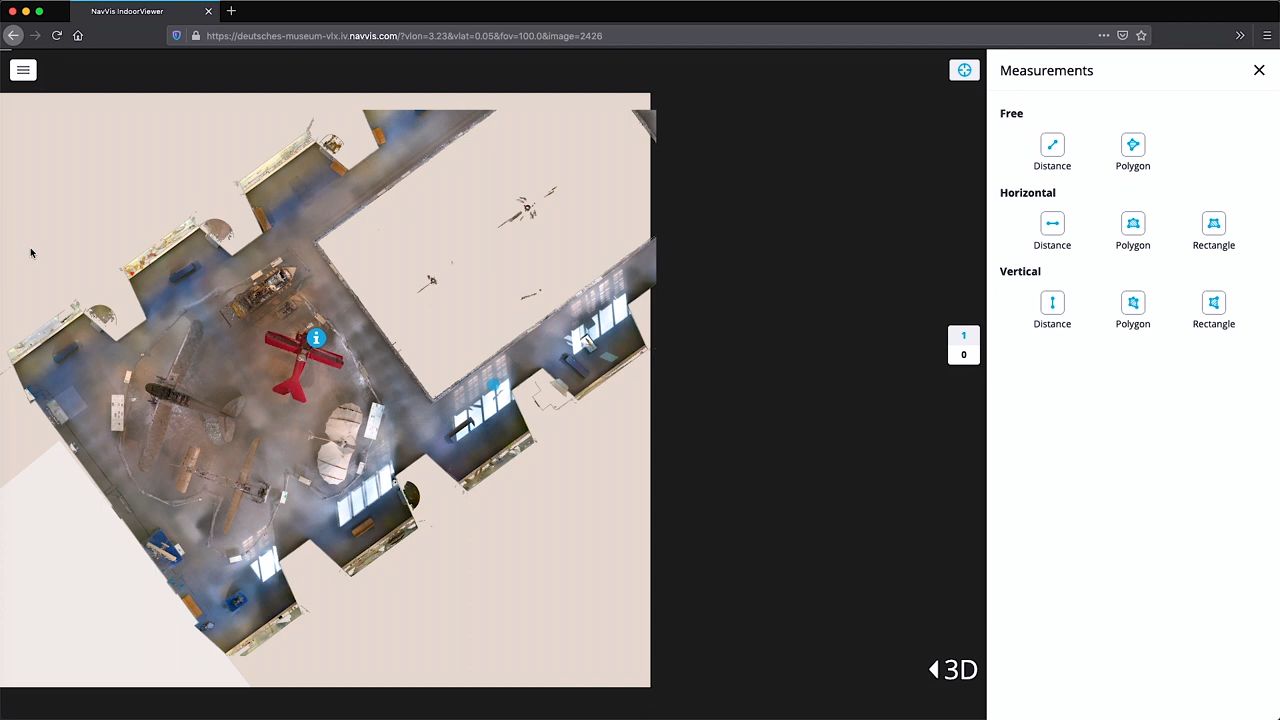 NavVis IndoorViewer
https://deutsches-museum-vlx.iv.navvis.com/?vlon=3.23&vlat=0.05&fov=100.0&image=2426
Measurements
Free
Distance
Polygon
Horizontal
Distance
Polygon
Rectangle
Vertical
Distance
Polygon
Rectangle
i
1
0
3D